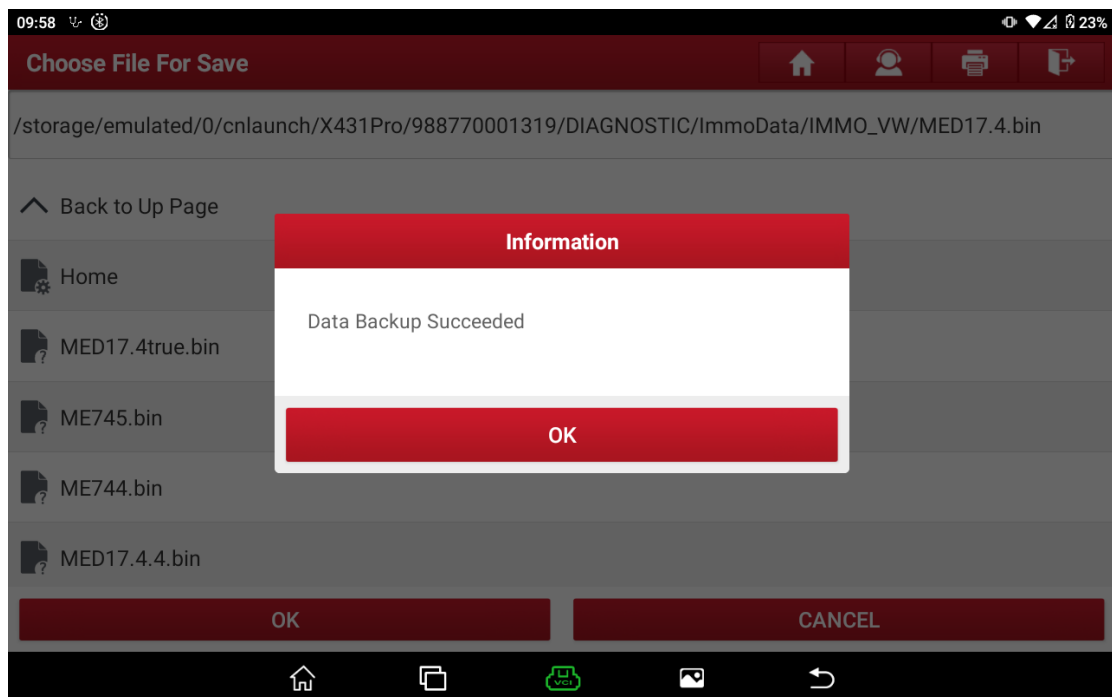 09:58
23%
Choose File For Save
/storage/emulated/0/cnlaunch/X431Pro/988770001319/DIAGNOSTIC/ImmoData/IMMO_VW/MED17.4.bin
Back to Up Page
Information
Home
Data Backup Succeeded
MED17.4true.bin
ME745.bin
OK
ME744.bin
MED17.4.4.bin
OK
CANCEL
VCI